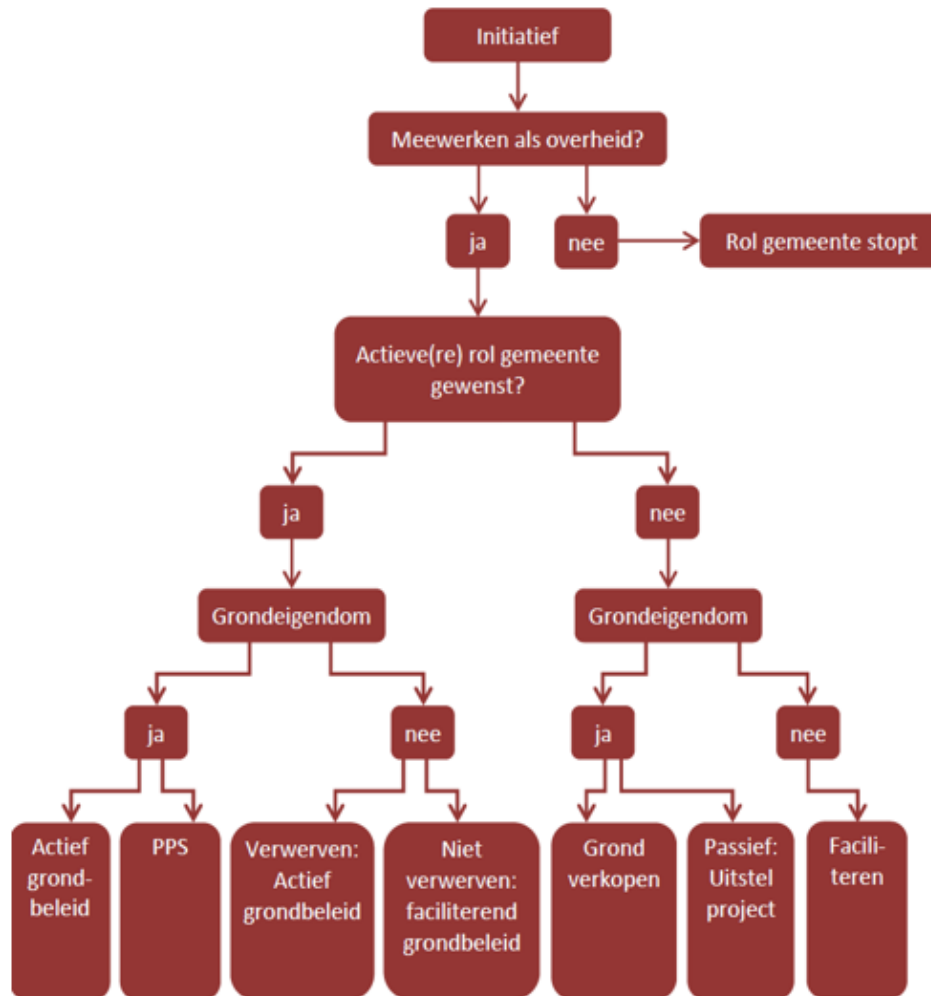 Initiatief
Meewerken als overheid?
ja
nee
Rol gemeente stopt
Actieve(re) rol gemeente
gewenst?
ja
nee
Grondeigendom
Grondeigendom
ja
nee
ja
nee
Actief
grond-
beleid
PPS
Verwerven:
Actief
grondbeleid
Niet
verwerven:
faciliterend
grondbeleid
Grond
verkopen
Passief:
Uitstel
project
Facili-
teren